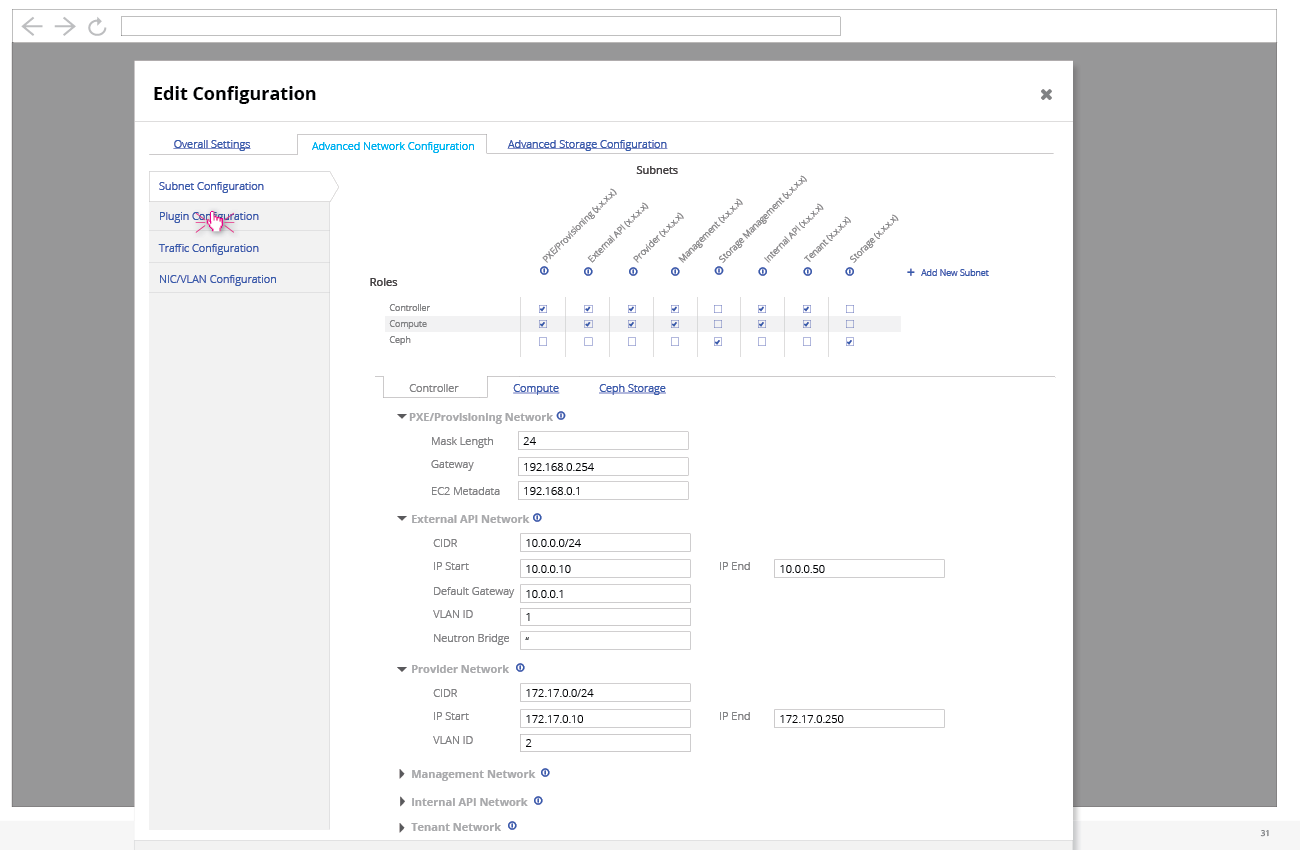 Edit Configuration
Overall Settings
Advanced Network Configuration
Advanced Storage Configuration
Subnet Configuration
Plugin Configuration
Traffic Configuration
NIC/VLAN Configuration
Subnets
PXE/Provisioning (x.x.x.x)
External API (x.x.x.x)
Provider (x.x.x.x)
Management (x.x.x.x)
Storage Management (x.x.x.x)
Internal API (x.x.x.x)
Tenant (x.x.x.x)
Storage (x.x.x.x)
+ Add New Subnet
Roles
Controller
Compute
Ceph
Controller
Compute
Ceph Storage
PXE/Provisioning Network
Mask Length 24
Gateway 192.168.0.254
EC2 Metadata 192.168.0.1
External API Network
CIDR 10.0.0.0/24
IP Start 10.0.0.10 IP End 10.0.0.50
Default Gateway 10.0.0.1
VLAN ID 1
Neutron Bridge “
Provider Network
CIDR 172.17.0.0/24
IP Start 172.17.0.10 IP End 172.17.0.250
VLAN ID 2
Management Network
Internal API Network
Tenant Network
31